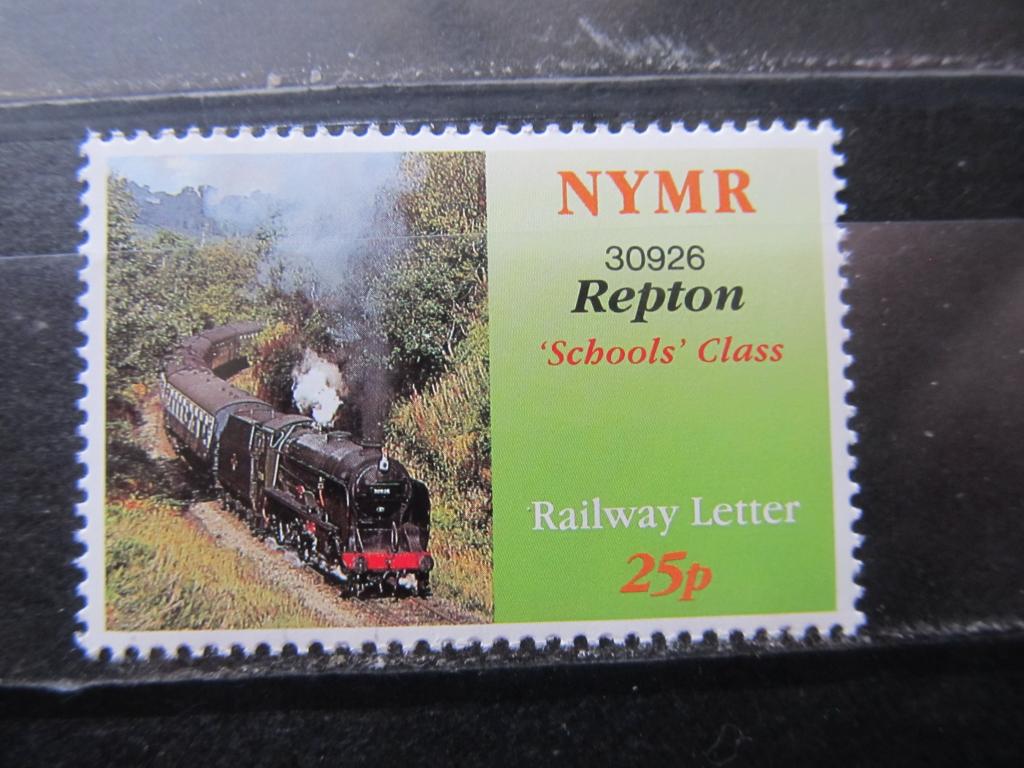 NYMR
30926
Repton
‘Schools’ Class
Railway Letter
25p